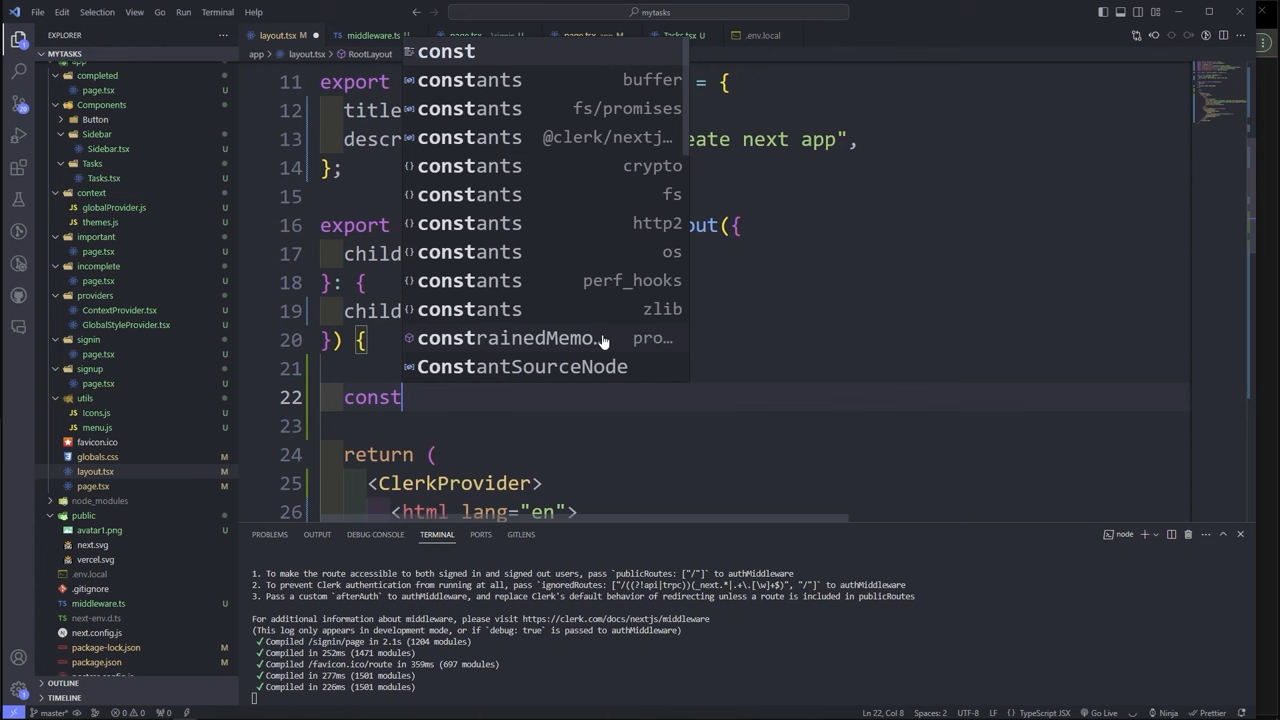 File Edit Selection View Go Run Terminal Help
mytasks
EXPLORER
layout.tsx
middleware.ts
Tasks.tsx U
.env.local
MYTASKS
app > layout.tsx > RootLayout
completed
page.tsx U
Components
Button
Sidebar
Sidebar.tsx U
Tasks
Tasks.tsx U
context
globalProvider.js U
themes.js U
important
page.tsx U
incomplete
page.tsx U
providers
ContextProvider.tsx U
GlobalStyleProvider.tsx U
signin
page.tsx U
signup
page.tsx U
utils
Icons.js U
menu.js U
favicon.ico
globals.css M
layout.tsx M
page.tsx M
node_modules
public
avatar1.png U
next.svg
vercel.svg
.env.local
.gitignore
middleware.ts U
next-env.d.ts
next.config.js
package-lock.json M
package.json M
OUTLINE
TIMELINE
const
constants buffer
constants fs/promises
constants @clerk/nextj…
constants crypto
constants fs
constants http2
constants os
constants perf_hooks
constants zlib
constrainedMemo… pro…
ConstantSourceNode
11 export = {
12 title
13 descr eate next app",
14 };
15
16 export out({
17 child
18 }: {
19 child
20 }) {
21
22 const
23
24 return (
25 <ClerkProvider>
26 <html lang="en">
PROBLEMS OUTPUT DEBUG CONSOLE TERMINAL PORTS GITLENS
node
1. To make the route accessible to both signed in and signed out users, pass `publicRoutes: ["/"]` to authMiddleware
2. To prevent Clerk authentication from running at all, pass `ignoredRoutes: ["/((?!api|trpc))(_next.*|.+\.[\w]+$)", "/"]` to authMiddleware
3. Pass a custom `afterAuth` to authMiddleware, and replace Clerk's default behavior of redirecting unless a route is included in publicRoutes
For additional information about middleware, please visit https://clerk.com/docs/nextjs/middleware
(This log only appears in development mode, or if `debug: true` is passed to authMiddleware)
✓ Compiled /signin/page in 2.1s (1204 modules)
✓ Compiled in 252ms (1471 modules)
✓ Compiled /favicon.ico/route in 359ms (697 modules)
✓ Compiled in 277ms (1501 modules)
✓ Compiled in 226ms (1501 modules)
master* 0 0 0 Ln 22, Col 8 Spaces: 2 UTF-8 LF TypeScript JSX Go Live Ninja Prettier